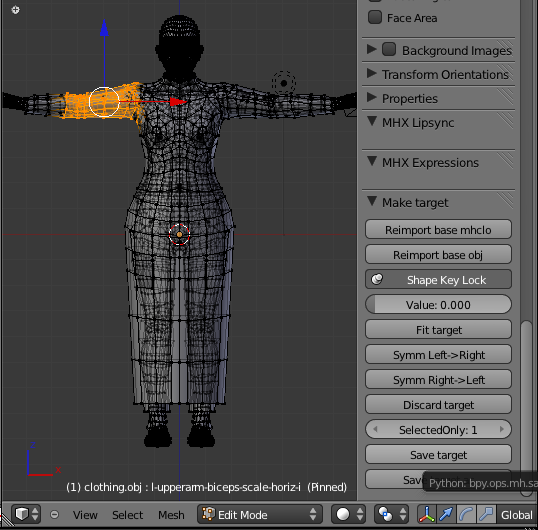 Face Area
Background Images
Transform Orientations
Properties
MHX Lipsync
MHX Expressions
Make target
Reimport base mhclo
Reimport base obj
Shape Key Lock
Value: 0.000
Fit target
Symm Left->Right
Symm Right->Left
Discard target
SelectedOnly: 1
Save target
Python: bpy.ops.mh.sa
(1) clothing.obj : l-upperarm-biceps-scale-horiz-i (Pinned)
View Select Mesh Edit Mode Global